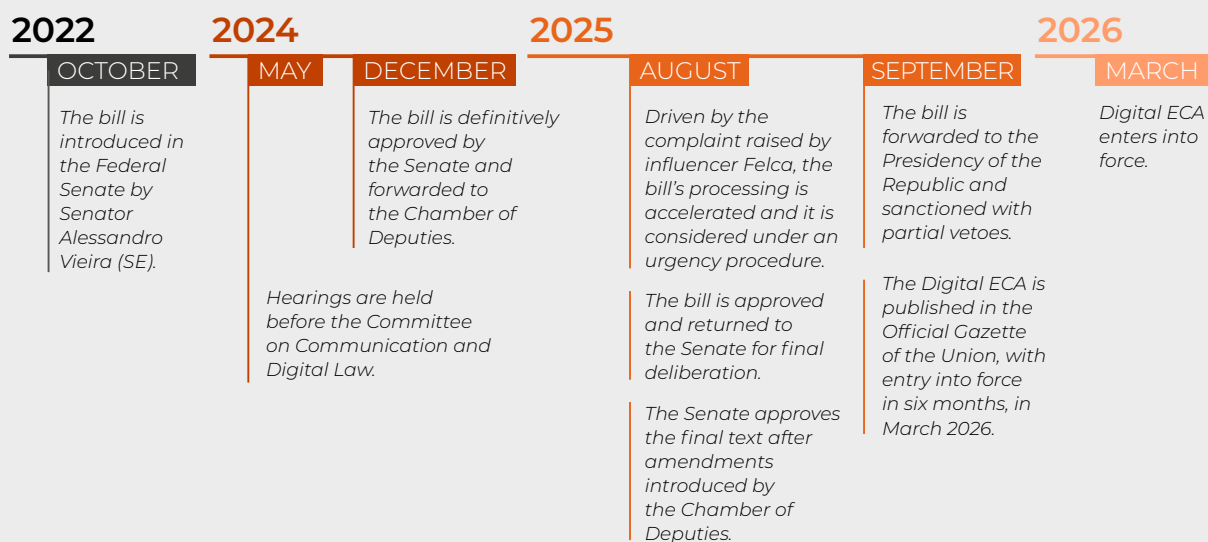 2022
OCTOBER
The bill is
introduced in
the Federal
Senate by
Senator
Alessandro
Vieira (SE).
2024
MAY
Hearings are held
before the Committee
on Communication and
Digital Law.
DECEMBER
The bill is definitively
approved by
the Senate and
forwarded to
the Chamber of
Deputies.
2025
AUGUST
Driven by the
complaint raised by
influencer Felca, the
bill's processing is
accelerated and it is
considered under an
urgency procedure.
The bill is approved
and returned to
the Senate for final
deliberation.
The Senate approves
the final text after
amendments
introduced by
the Chamber of
Deputies.
SEPTEMBER
The bill is
forwarded to the
Presidency of the
Republic and
sanctioned with
partial vetoes.
The Digital ECA is
published in the
Official Gazette
of the Union, with
entry into force
in six months, in
March 2026.
2026
MARCH
Digital ECA
enters into
force.